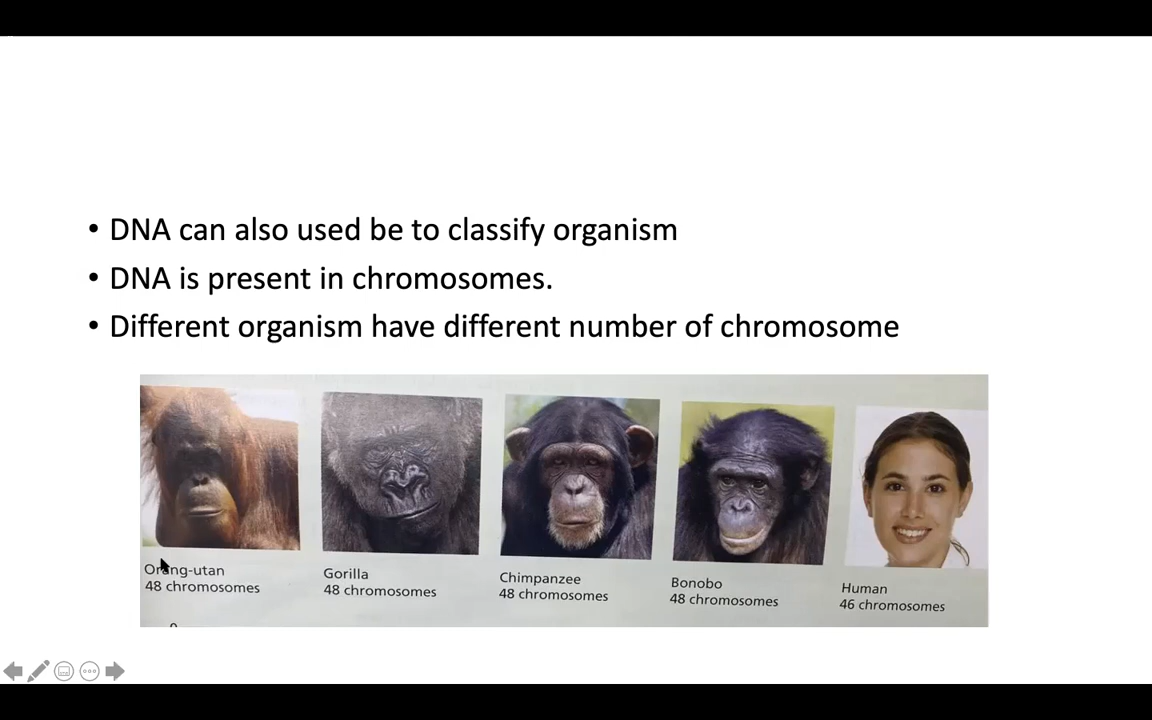 • DNA can also used be to classify organism
• DNA is present in chromosomes.
• Different organism have different number of chromosome
Orang-utan
48 chromosomes
Gorilla
48 chromosomes
Chimpanzee
48 chromosomes
Bonobo
48 chromosomes
Human
46 chromosomes